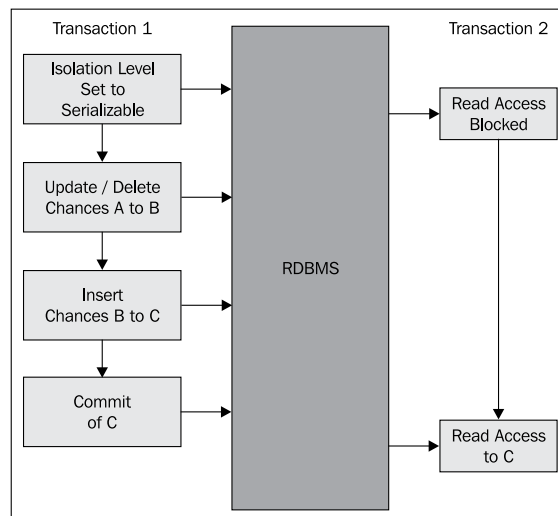 Transaction 1
Transaction 2
Isolation Level
Set to
Serializable
Read Access
Blocked
Update / Delete
Chances A to B
RDBMS
Insert
Chances B to C
Commit
of C
Read Access
to C